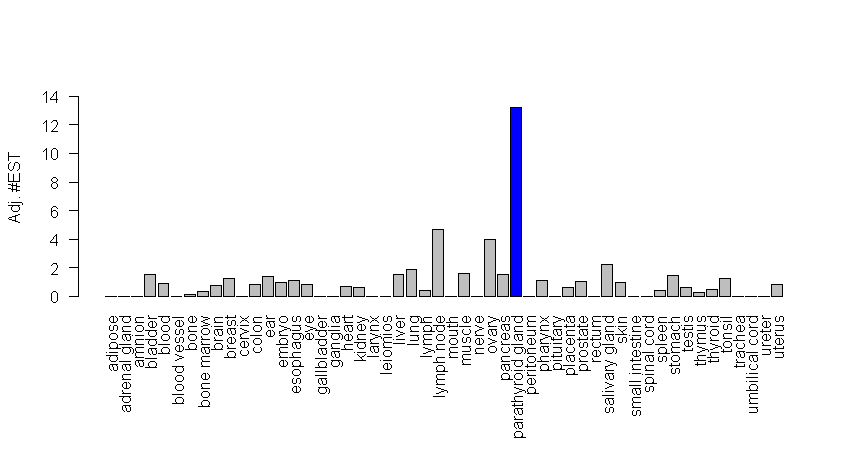 Adj. #EST
14
12
10
8
6
4
2
0
adipose
adrenal gland
amnion
bladder
blood
blood vessel
bone
bone marrow
brain
breast
cervix
colon
ear
embryo
esophagus
eye
gallbladder
ganglia
heart
kidney
larynx
leiomios
liver
lung
lymph
lymph node
mouth
muscle
nerve
ovary
pancreas
parathyroid gland
peritoneum
pharynx
pituitary
placenta
prostate
rectum
salivary gland
skin
small intestine
spinal cord
spleen
stomach
testis
thymus
thyroid
tonsil
trachea
umbilical cord
ureter
uterus